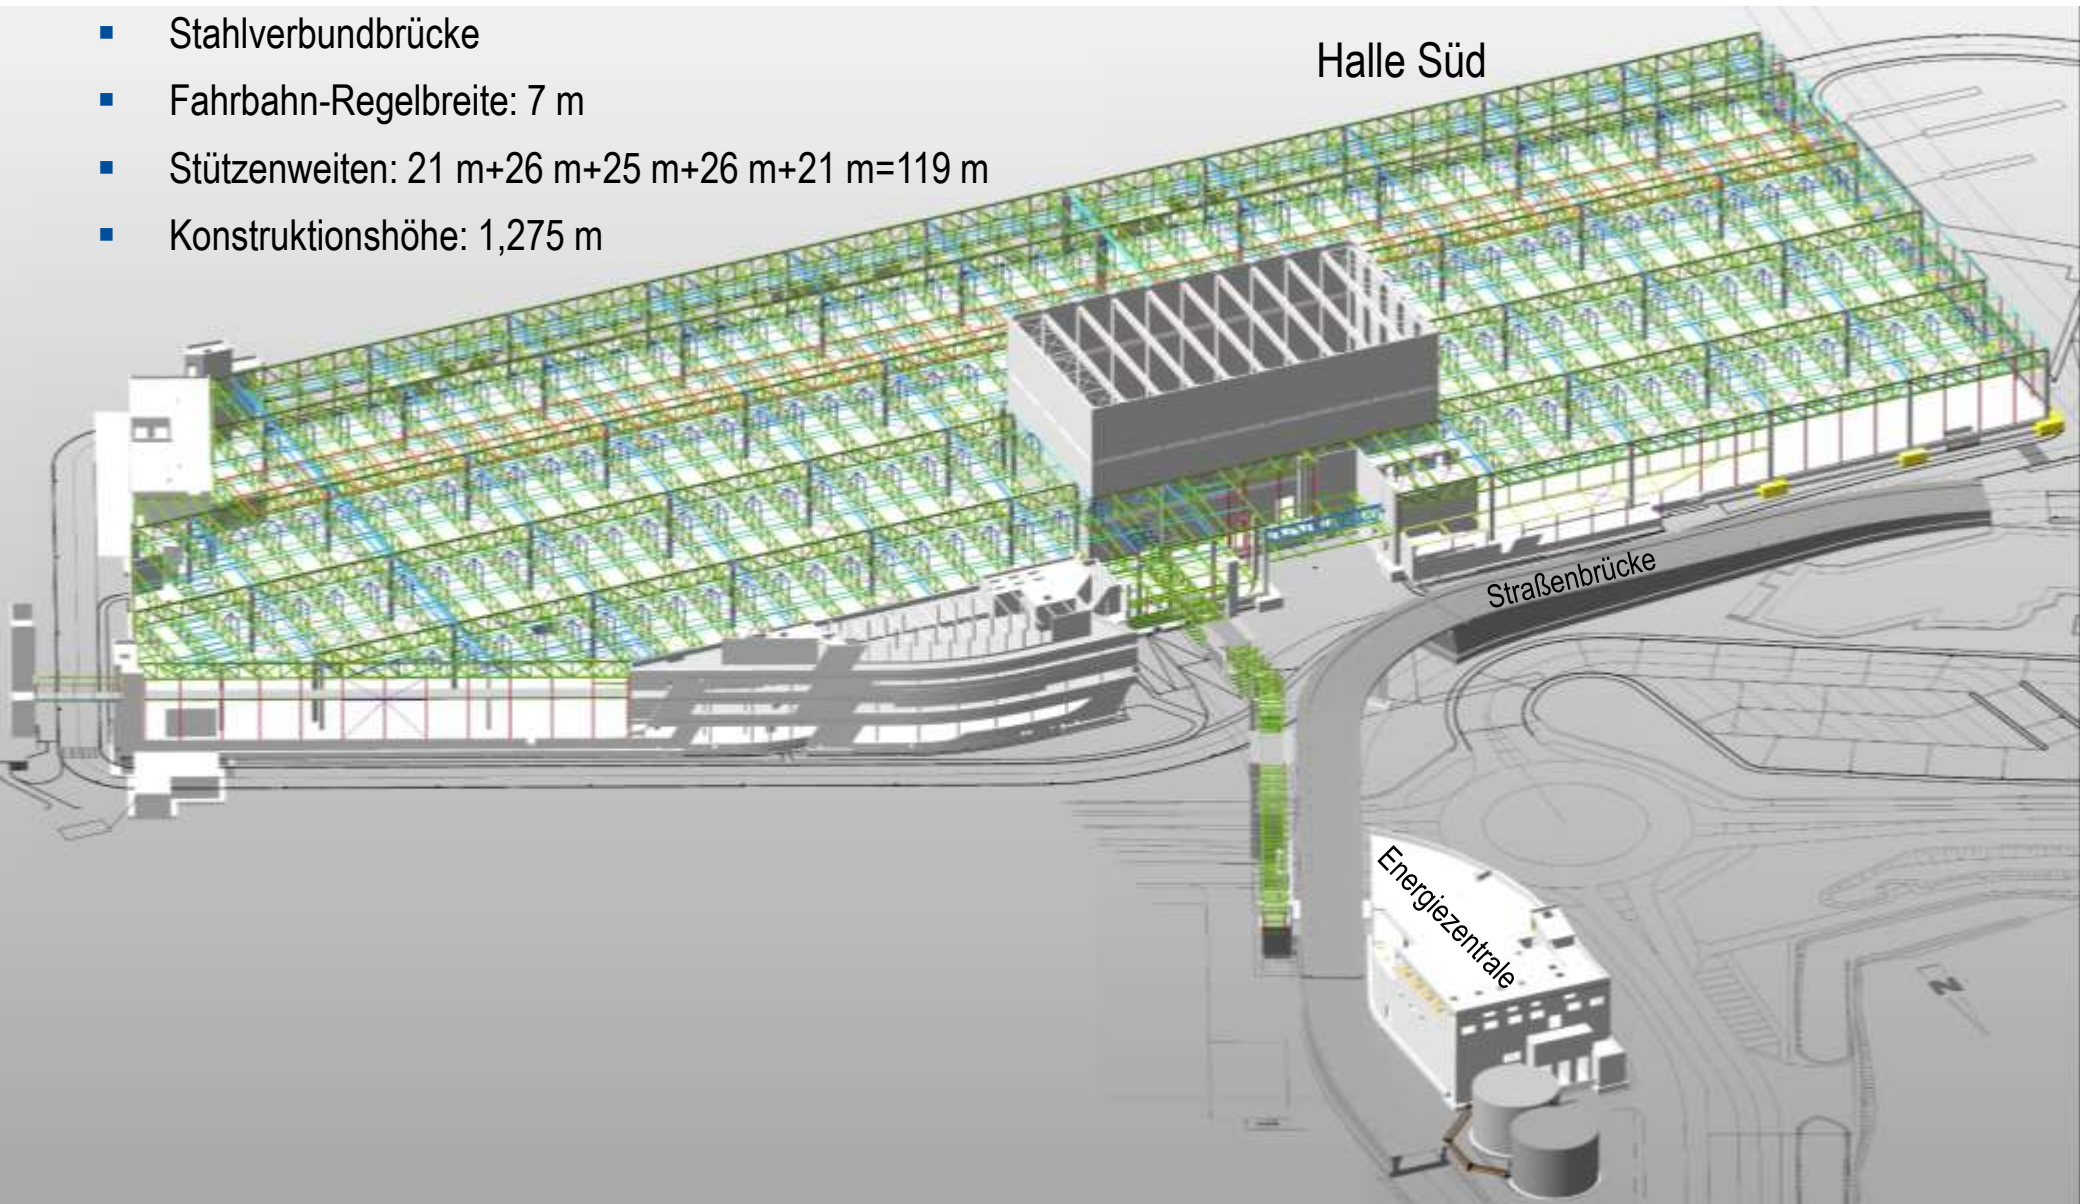 ▪ Stahlverbundbrücke
▪ Fahrbahn-Regelbreite: 7 m
▪ Stützenweiten: 21 m+26 m+25 m+26 m+21 m=119 m
▪ Konstruktionshöhe: 1,275 m
Halle Süd
Straßenbrücke
Energiezentrale
N